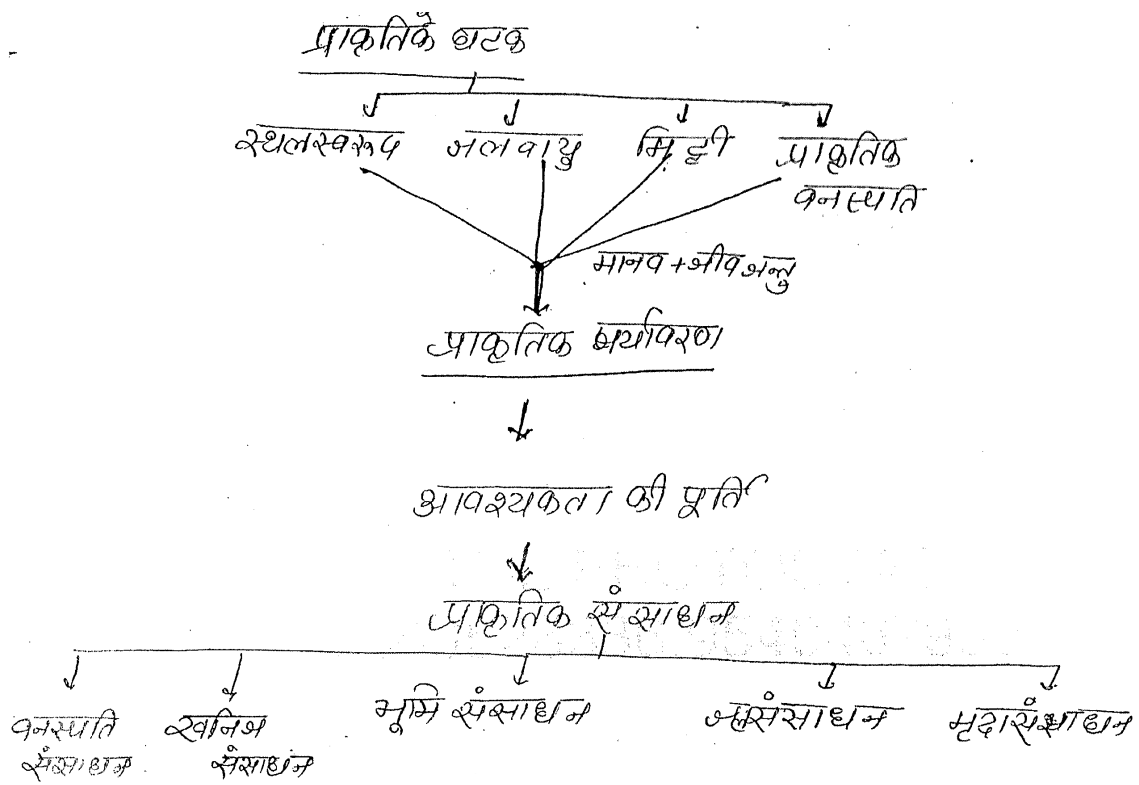 प्राकृतिक घटक
स्थलस्वरूप जलवायु मिट्टी प्राकृतिक
वनस्पति
मानव + जीव जन्तु
प्राकृतिक पर्यावरण
आवश्यकता की पूर्ति
प्राकृतिक संसाधन
वनस्पति खनिज भूमि संसाधन जलसंसाधन मृदा संसाधन
संसाधन संसाधन